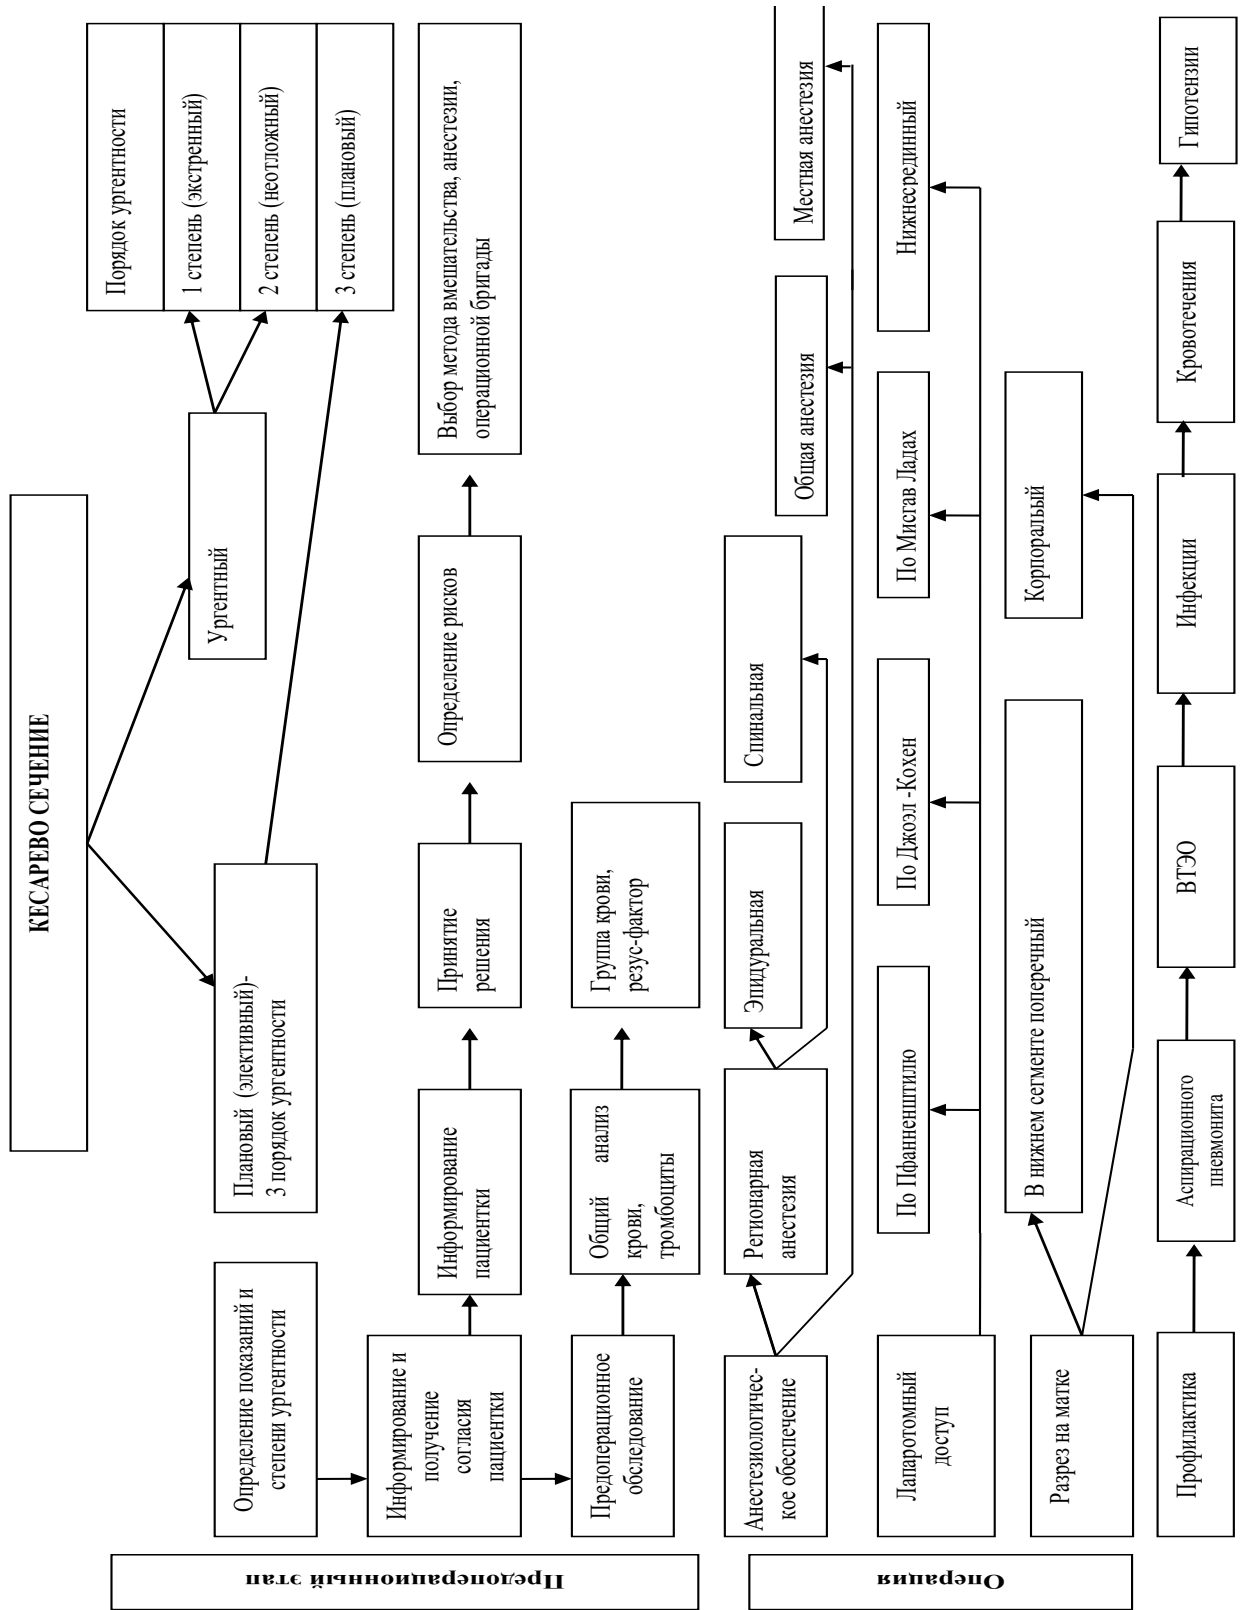 КЕСАРЕВО СЕЧЕНИЕ
Плановый (элективный)-
3 порядок ургентности
Ургентный
Порядок ургентности
1 степень (экстренный)
2 степень (неотложный)
3 степень (плановый)
Предоперационный этап
Определение показаний и
степени ургентности
Информирование и
получение
согласия
пациентки
Информирование
пациентки
Принятие
решения
Определение рисков
Выбор метода вмешательства, анестезии,
операционной бригады
Предоперационное
обследование
Общий анализ
крови,
тромбоциты
Группа крови,
резус-фактор
Операция
Анестезиологичес-
кое обеспечение
Регионарная
анестезия
Эпидуральная
Спинальная
Общая анестезия
Местная анестезия
Лапаротомный
доступ
По Пфанненштилю
По Джоэл -Кохен
По Мисгав Ладах
Нижнесрединный
Разрез на матке
В нижнем сегменте поперечный
Корпоральый
Профилактика
Аспирационного
пневмонита
ВТЭО
Инфекции
Кровотечения
Гипотензии